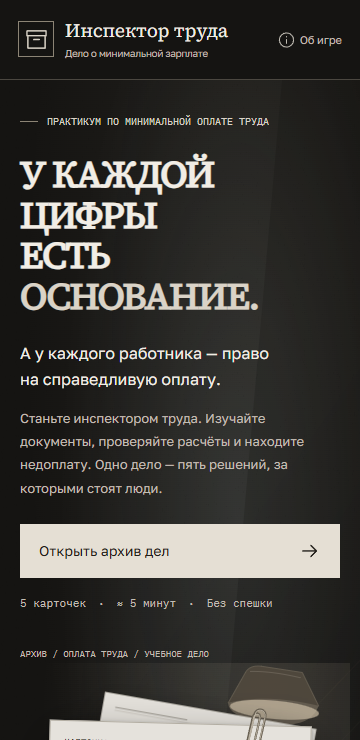 Инспектор труда
Дело о минимальной зарплате
Об игре
ПРАКТИКУМ ПО МИНИМАЛЬНОЙ ОПЛАТЕ ТРУДА
У КАЖДОЙ
ЦИФРЫ
ЕСТЬ
ОСНОВАНИЕ.
А у каждого работника — право
на справедливую оплату.
Станьте инспектором труда. Изучайте
документы, проверяйте расчёты и находите
недоплату. Одно дело — пять решений, за
которыми стоят люди.
Открыть архив дел →
5 карточек · ≈ 5 минут · Без спешки
АРХИВ / ОПЛАТА ТРУДА / УЧЕБНОЕ ДЕЛО